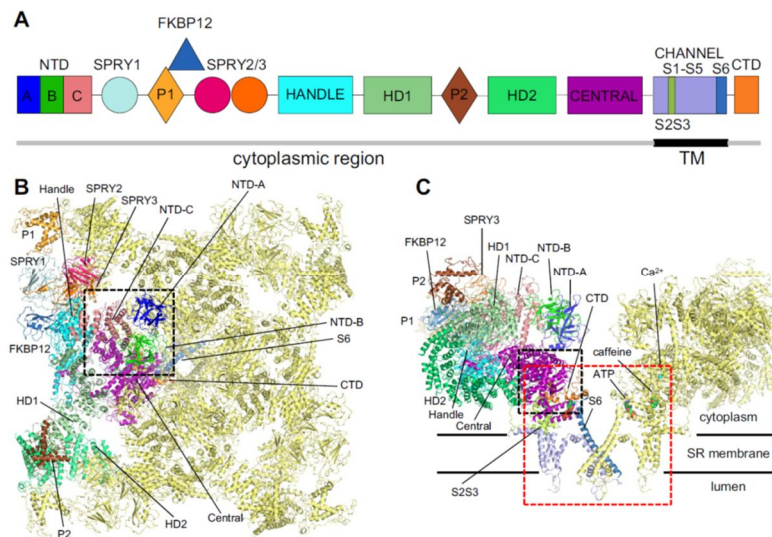 A
FKBP12
NTD SPRY1 SPRY2/3 CHANNEL CTD
S1-S5 S6
A B C P1 HANDLE HD1 P2 HD2 CENTRAL
S2S3
cytoplasmic region TM
B
Handle
SPRY2
SPRY3
NTD-C
NTD-A
P1
SPRY1
FKBP12
HD1
P2
HD2
Central
NTD-B
S6
CTD
C
SPRY3
FKBP12
HD1
NTD-C
NTD-B
NTD-A
P2
P1
CTD
Ca²⁺
caffeine
ATP
HD2
Handle
Central
S6
S2S3
cytoplasm
SR membrane
lumen